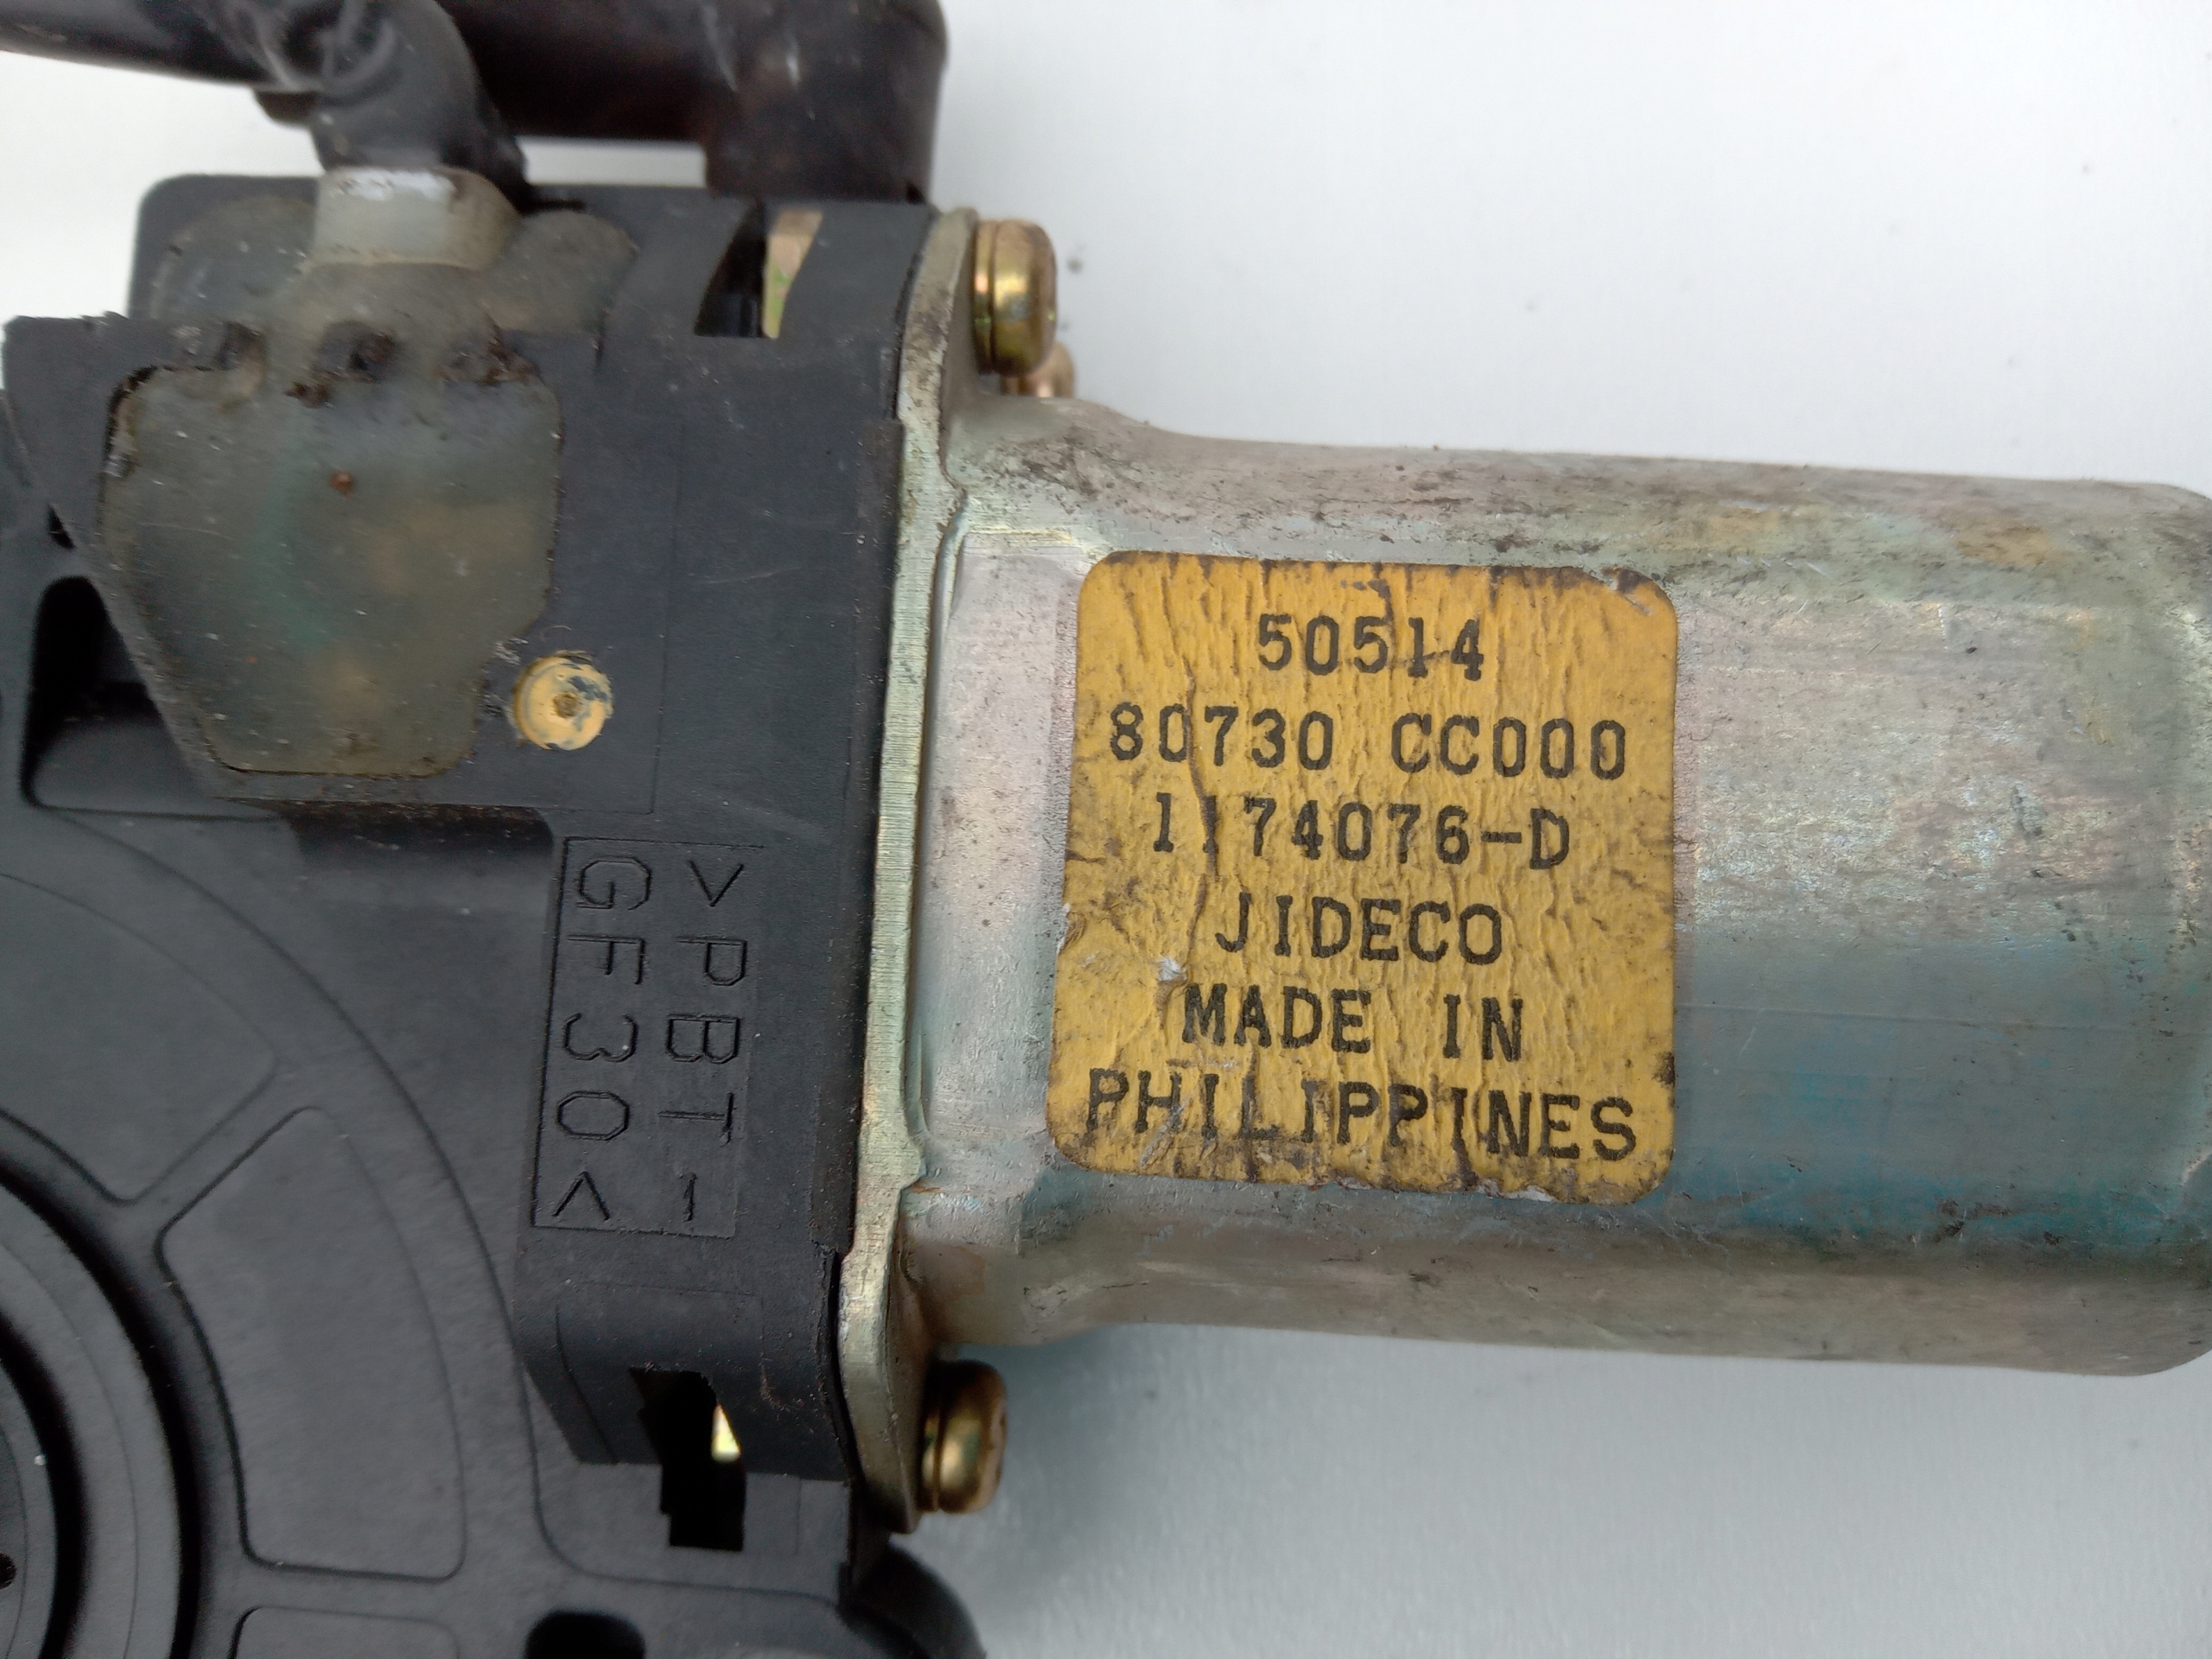 50514
80730 CC000
1174076-D
JIDECO
MADE IN
PHILIPPINES
>PBT-
GF30<